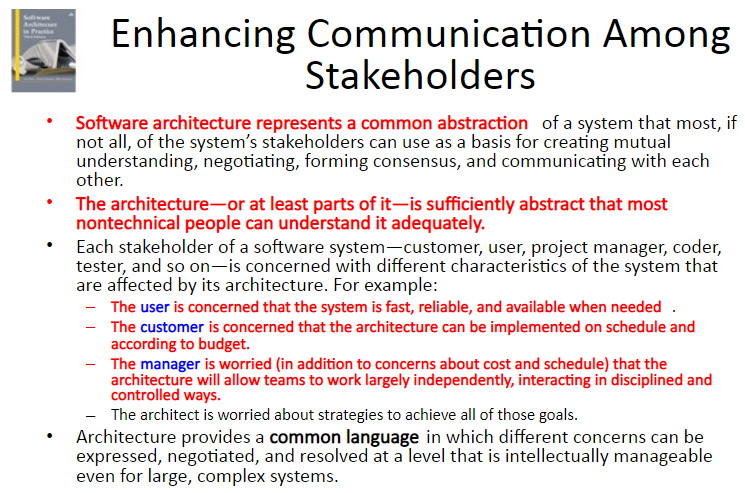 Software
Architecture
in Practice
Enhancing Communication Among
Stakeholders
• Software architecture represents a common abstraction of a system that most, if
not all, of the system’s stakeholders can use as a basis for creating mutual
understanding, negotiating, forming consensus, and communicating with each
other.
• The architecture—or at least parts of it—is sufficiently abstract that most
nontechnical people can understand it adequately.
• Each stakeholder of a software system—customer, user, project manager, coder,
tester, and so on—is concerned with different characteristics of the system that
are affected by its architecture. For example:
– The user is concerned that the system is fast, reliable, and available when needed .
– The customer is concerned that the architecture can be implemented on schedule and
according to budget.
– The manager is worried (in addition to concerns about cost and schedule) that the
architecture will allow teams to work largely independently, interacting in disciplined and
controlled ways.
– The architect is worried about strategies to achieve all of those goals.
• Architecture provides a common language in which different concerns can be
expressed, negotiated, and resolved at a level that is intellectually manageable
even for large, complex systems.